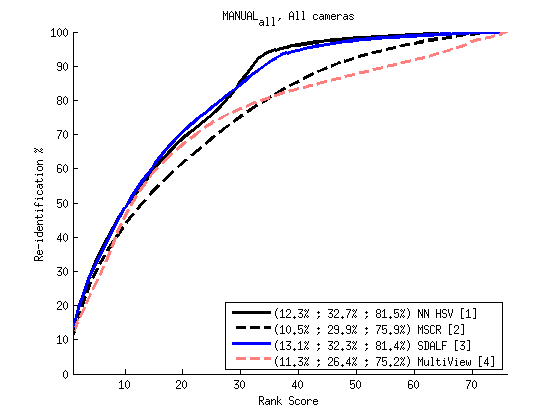 MANUALall, All cameras
100
90
80
70
60
50
40
30
20
10
0
Re-identification %
10 20 30 40 50 60 70
Rank Score
(12.3% ; 32.7% ; 81.5%) NN HSV [1]
(10.5% ; 29.9% ; 75.9%) MSCR [2]
(13.1% ; 32.3% ; 81.4%) SDALF [3]
(11.3% ; 26.4% ; 75.2%) MultiView [4]